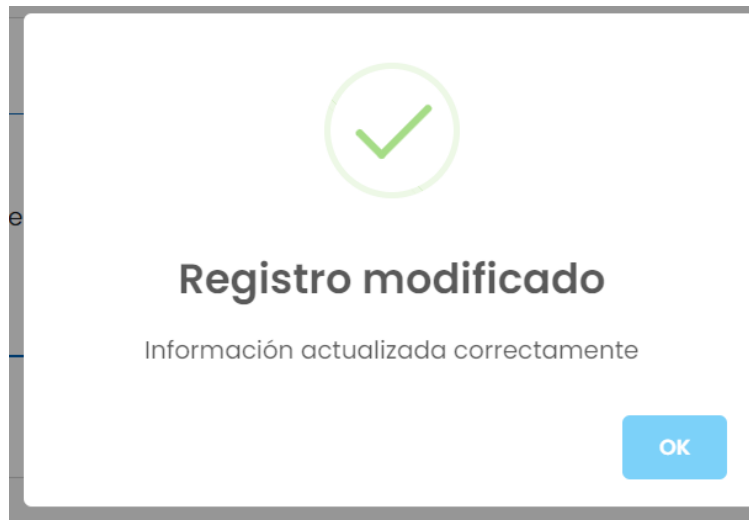 e
Registro modificado
Información actualizada correctamente
OK